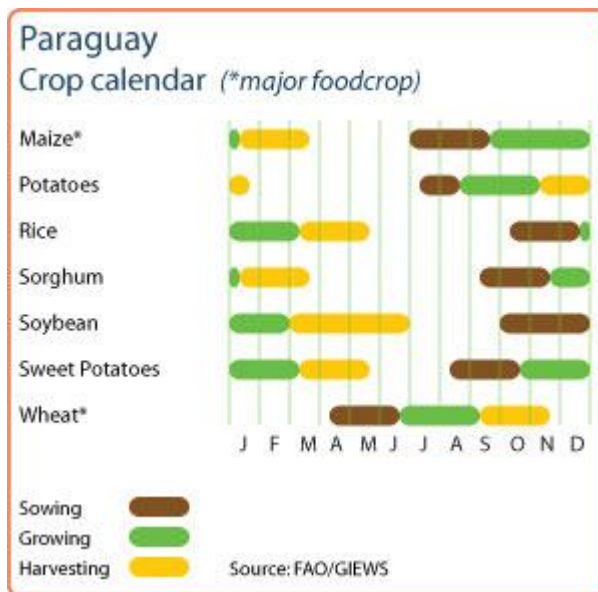 Paraguay
Crop calendar (*major foodcrop)
Maize*
Potatoes
Rice
Sorghum
Soybean
Sweet Potatoes
Wheat*
J F M A M J J A S O N D
Sowing
Growing
Harvesting
Source: FAO/GIEWS